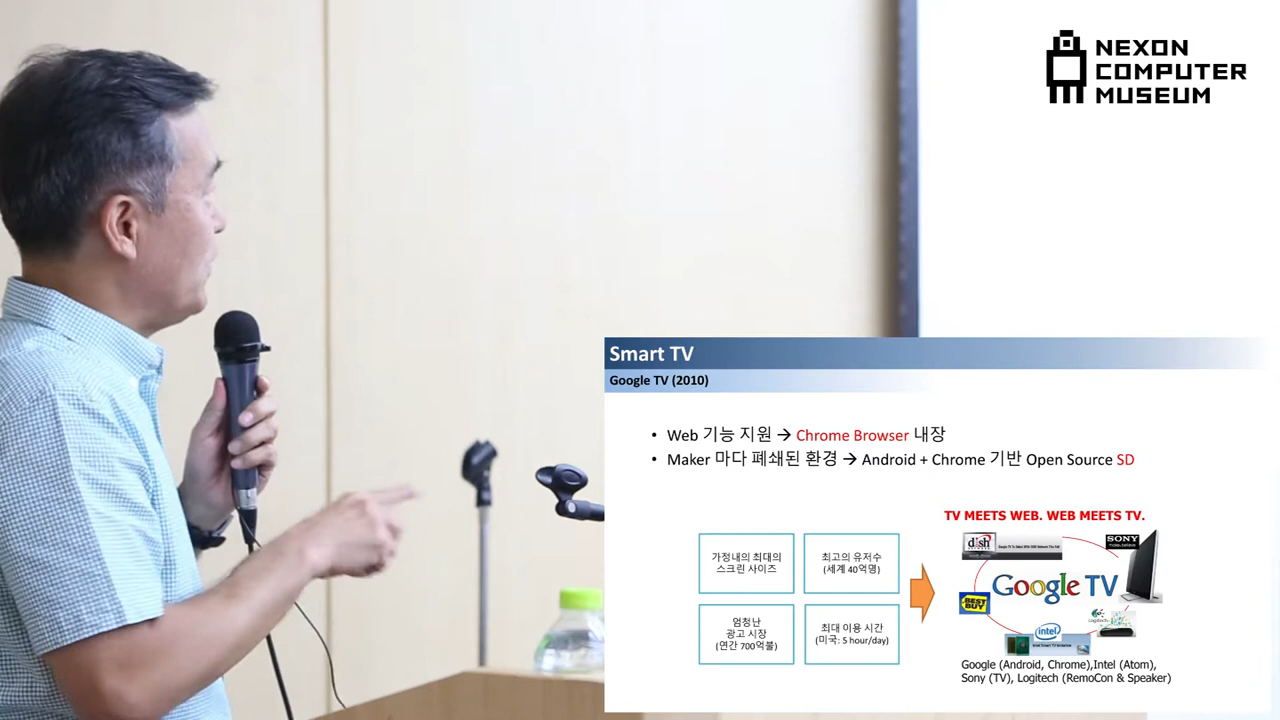 NEXON
COMPUTER
MUSEUM
Smart TV
Google TV (2010)
• Web 기능 지원 → Chrome Browser 내장
• Maker 마다 폐쇄된 환경 → Android + Chrome 기반 Open Source SD
TV MEETS WEB. WEB MEETS TV.
가정내의 최대의
스크린 사이즈
최고의 유저수
(세계 40억명)
엄청난
광고 시장
(연간 700억불)
최대 이용 시간
(미국: 5 hour/day)
dish
SONY
Google TV
BEST
BUY
Logitech
intel
Google (Android, Chrome),Intel (Atom),
Sony (TV), Logitech (RemoCon & Speaker)